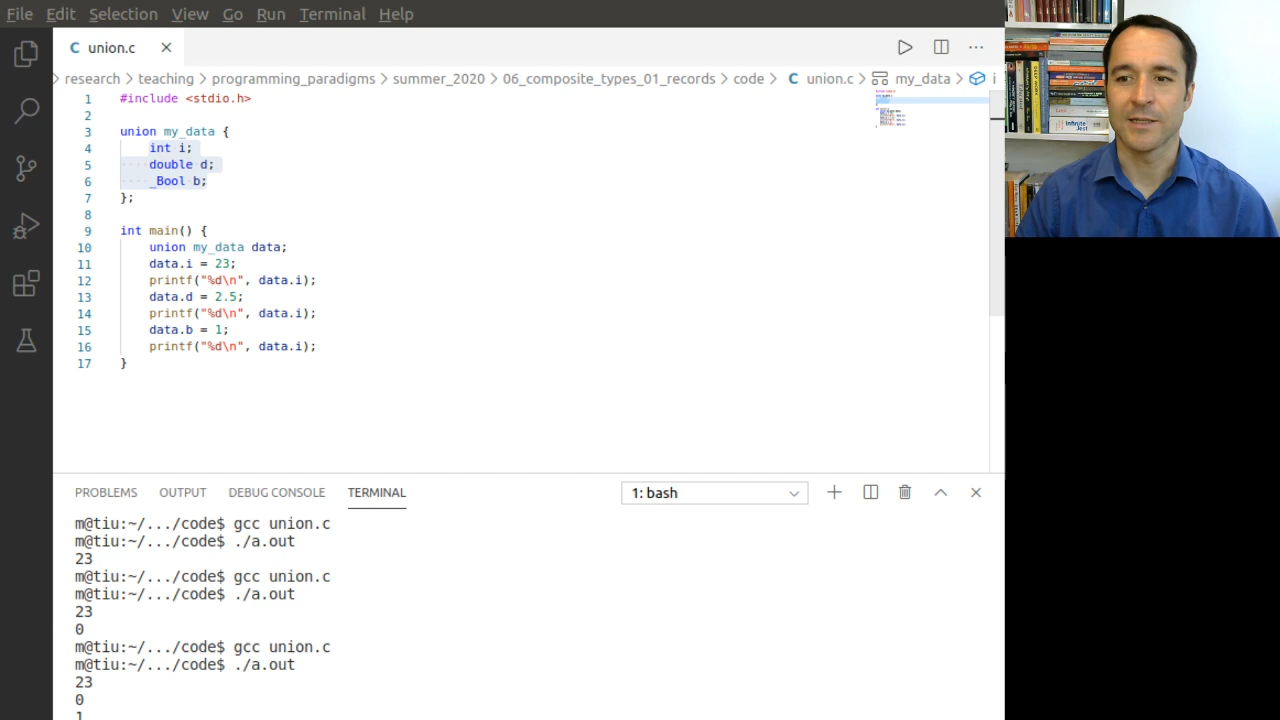 File Edit Selection View Go Run Terminal Help
C union.c
research > teaching > programming_paradigms > summer_2020 > 06_composite_types_01_records > code > C union.c > my_data > i
1 #include <stdio.h>
2
3 union my_data {
4 int i;
5 double d;
6 _Bool b;
7 };
8
9 int main() {
10 union my_data data;
11 data.i = 23;
12 printf("%d\n", data.i);
13 data.d = 2.5;
14 printf("%d\n", data.i);
15 data.b = 1;
16 printf("%d\n", data.i);
17 }
PROBLEMS OUTPUT DEBUG CONSOLE TERMINAL 1: bash
m@tiu:~/.../code$ gcc union.c
m@tiu:~/.../code$ ./a.out
23
m@tiu:~/.../code$ gcc union.c
m@tiu:~/.../code$ ./a.out
23
0
m@tiu:~/.../code$ gcc union.c
m@tiu:~/.../code$ ./a.out
23
0
1
Infinite
Jest